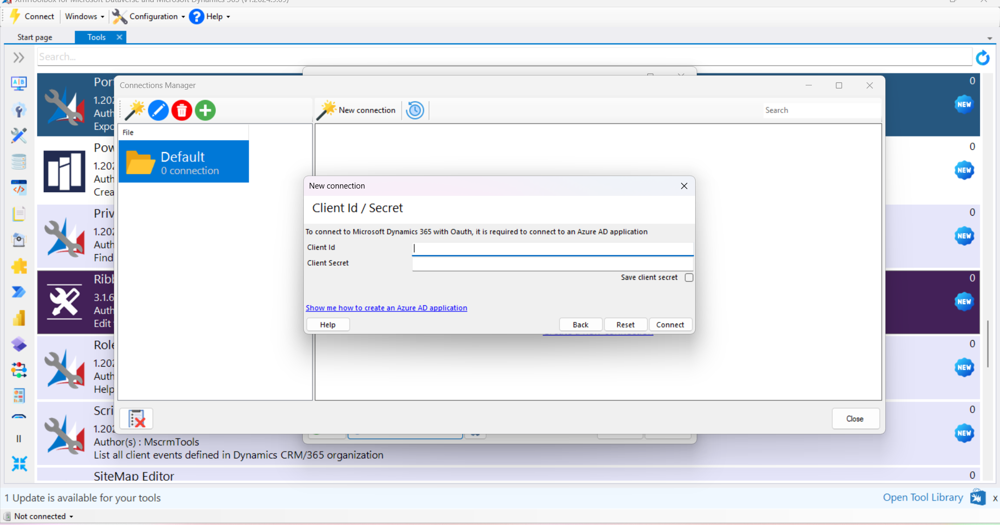 XrmToolBox for Microsoft Dataverse and Microsoft Dynamics 365 (v1.2024.9.69)
Connect
Windows
Configuration
Help
Start page
Tools
Search...
Connections Manager
New connection
Search
File
Default
0 connection
New connection
Client Id / Secret
To connect to Microsoft Dynamics 365 with Oauth, it is required to connect to an Azure AD application
Client Id
Client Secret
Save client secret
Show me how to create an Azure AD application
Help
Back
Reset
Connect
Close
Por
1.202
Auth
Expo
0
NEW
Pow
1.202
Auth
Crea
0
NEW
Priv
1.202
Auth
Find
0
NEW
Ribb
3.1.6
Auth
Edit
0
NEW
Role
1.202
Auth
Help
0
NEW
Scri
1.202
Author(s) : MscrmTools
List all client events defined in Dynamics CRM/365 organization
0
NEW
SiteMap Editor
0
1 Update is available for your tools
Open Tool Library
x
Not connected